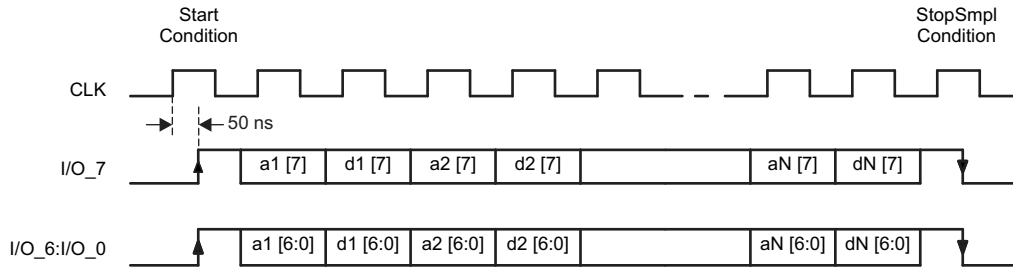 Start
Condition
StopSmpl
Condition
CLK
50 ns
I/O_7
a1 [7]
d1 [7]
a2 [7]
d2 [7]
aN [7]
dN [7]
I/O_6:I/O_0
a1 [6:0]
d1 [6:0]
a2 [6:0]
d2 [6:0]
aN [6:0]
dN [6:0]